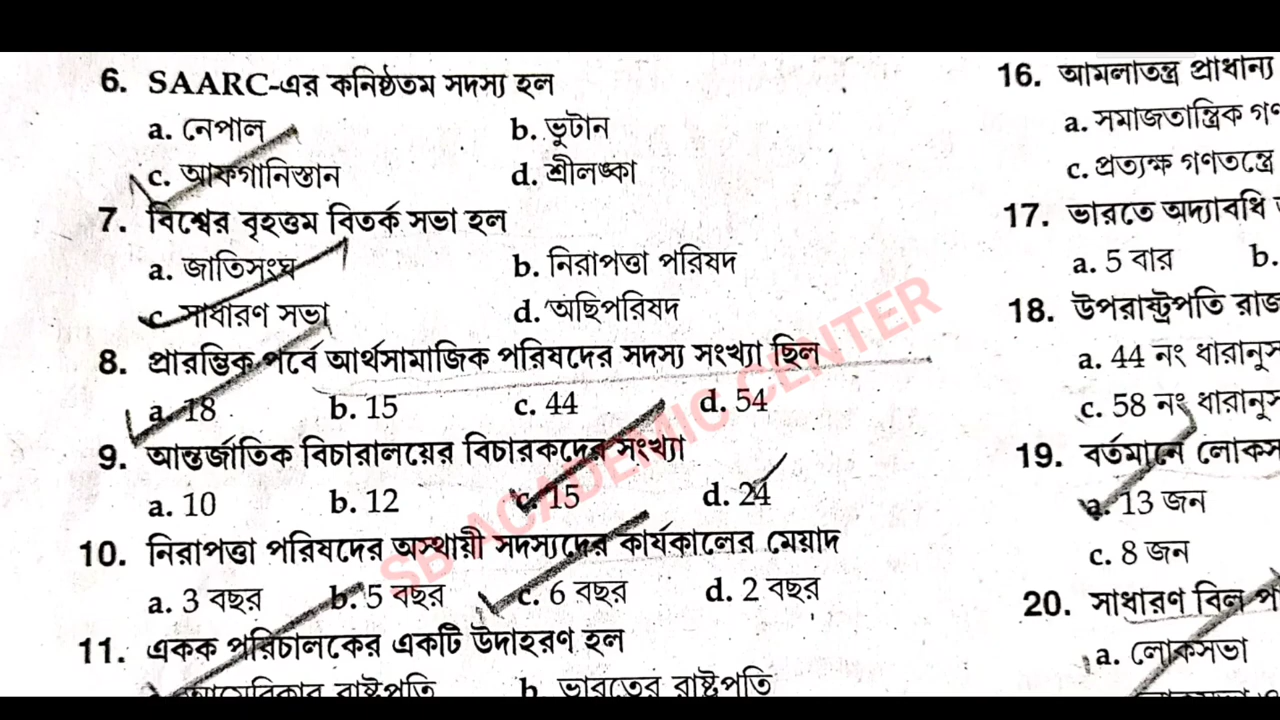 6. SAARC-এর কনিষ্ঠতম সদস্য হল
a. নেপাল b. ভুটান
c. আফগানিস্তান d. শ্রীলঙ্কা
7. বিশ্বের বৃহত্তম বিতর্ক সভা হল
a. জাতিসংঘ b. নিরাপত্তা পরিষদ
c. সাধারণ সভা d. অছিপরিষদ
8. প্রারম্ভিক পর্বে আর্থসামাজিক পরিষদের সদস্য সংখ্যা ছিল
a. 18 b. 15 c. 44 d. 54
9. আন্তর্জাতিক বিচারালয়ের বিচারকদের সংখ্যা
a. 10 b. 12 c. 15 d. 24
10. নিরাপত্তা পরিষদের অস্থায়ী সদস্যদের কার্যকালের মেয়াদ
a. 3 বছর b. 5 বছর c. 6 বছর d. 2 বছর
11. একক পরিচালকের একটি উদাহরণ হল
আমেরিকার রাষ্ট্রপতি b. ভারতের রাষ্ট্রপতি
16. আমলাতন্ত্র প্রাধান্য
a. সমাজতান্ত্রিক
c. প্রত্যক্ষ গণতন্ত্রে
17. ভারতে অদ্যাবধি
a. 5 বার b.
18. উপরাষ্ট্রপতি
a. 44 নং
c. 58 নং
19. বর্তমানে
a. 13 জন
c. 8 জন
20. সাধারণ বিল
a. লোকসভা
SB ACADEMIC CENTER